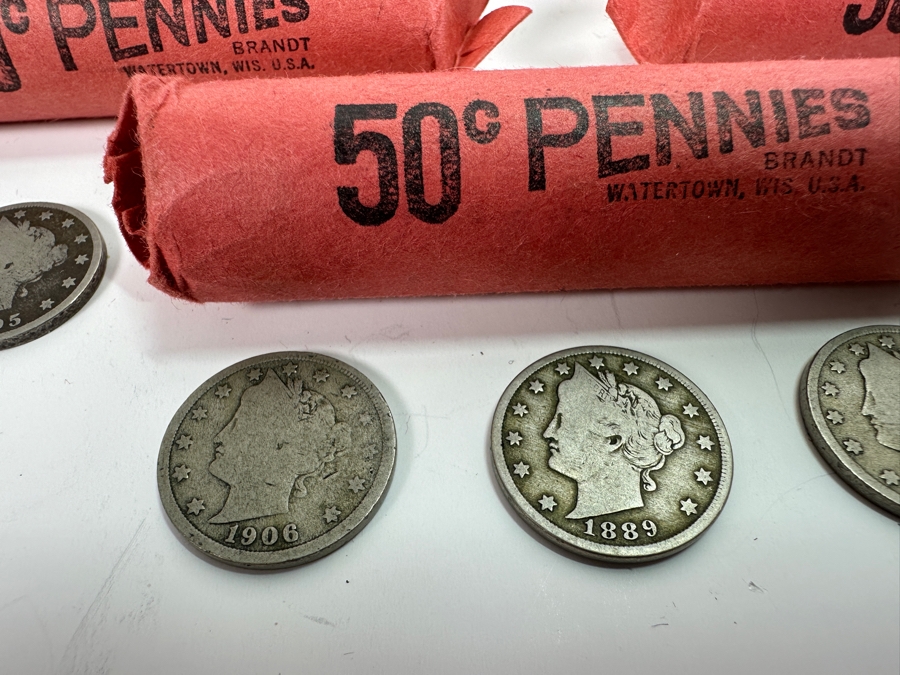 ¢ PENNIES
BRANDT
WATERTOWN, WIS. U.S.A.
50¢ PENNIES
BRANDT
WATERTOWN, WIS. U.S.A.
1906
1889